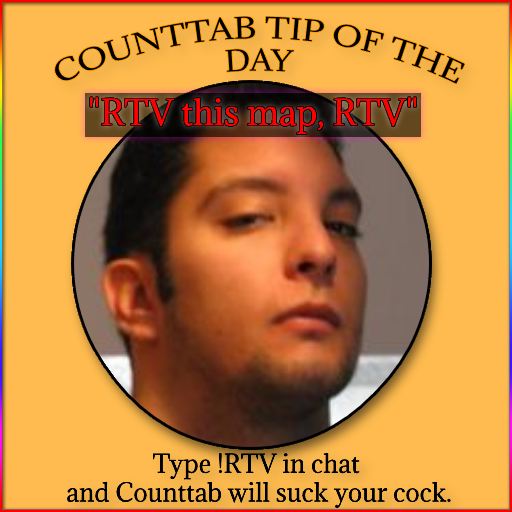 COUNTTAB TIP OF THE
DAY
"RTV this map, RTV"
Type !RTV in chat
and Counttab will suck your cock.